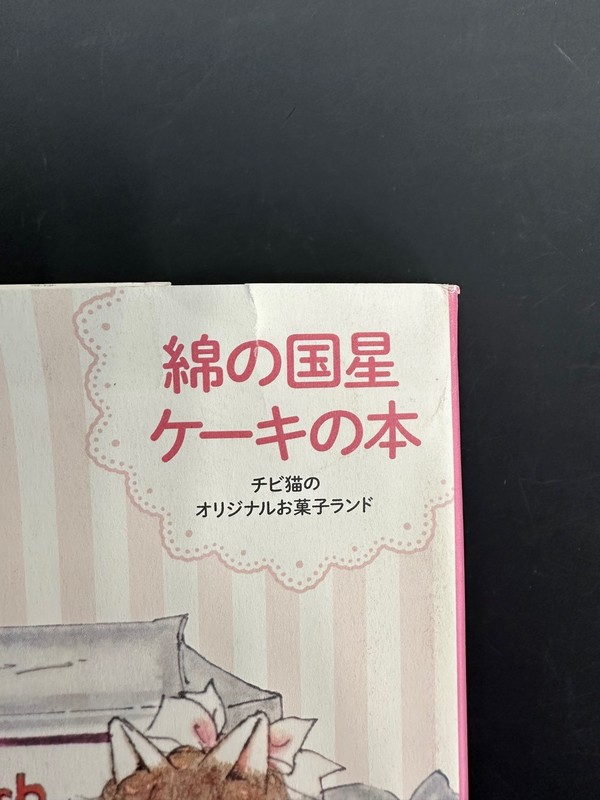 綿の国星
ケーキの本
チビ猫の
オリジナルお菓子ランド